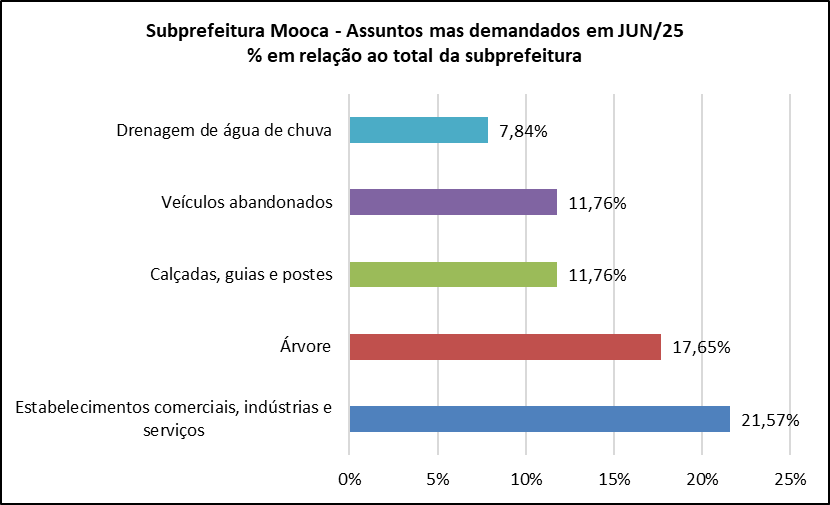 Subprefeitura Mooca - Assuntos mas demandados em JUN/25
% em relação ao total da subprefeitura
Drenagem de água de chuva
7,84%
Veículos abandonados
11,76%
Calçadas, guias e postes
11,76%
Árvore
17,65%
Estabelecimentos comerciais, indústrias e
serviços
21,57%
0%
5%
10%
15%
20%
25%